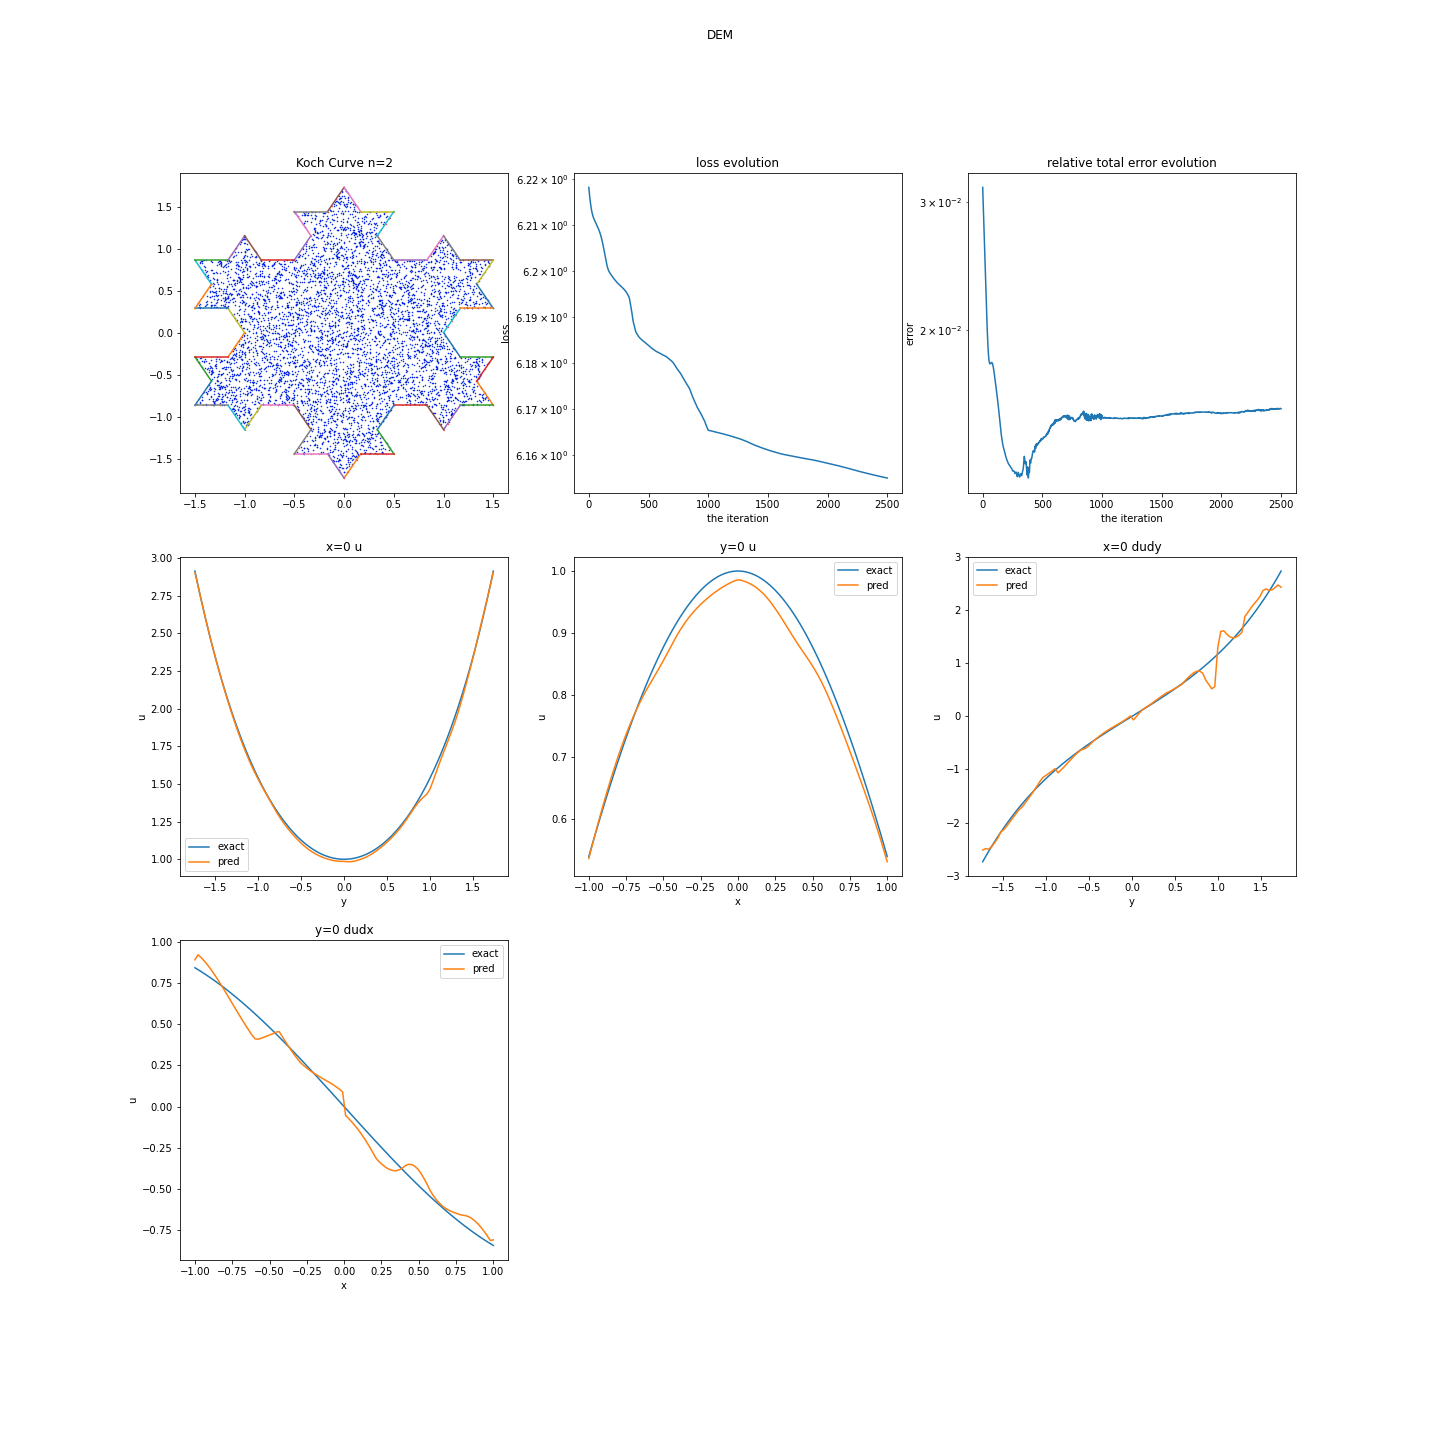 DEM
Koch Curve n=2
1.5
1.0
0.5
0.0
−0.5
−1.0
−1.5
−1.5 −1.0 −0.5 0.0 0.5 1.0 1.5
loss evolution
loss
6.22 × 10⁰
6.21 × 10⁰
6.2 × 10⁰
6.19 × 10⁰
6.18 × 10⁰
6.17 × 10⁰
6.16 × 10⁰
0 500 1000 1500 2000 2500
the iteration
relative total error evolution
error
3 × 10⁻²
2 × 10⁻²
0 500 1000 1500 2000 2500
the iteration
x=0 u
u
3.00
2.75
2.50
2.25
2.00
1.75
1.50
1.25
1.00
exact
pred
−1.5 −1.0 −0.5 0.0 0.5 1.0 1.5
y
y=0 u
u
1.0
0.9
0.8
0.7
0.6
exact
pred
−1.00 −0.75 −0.50 −0.25 0.00 0.25 0.50 0.75 1.00
x
x=0 dudy
u
3
2
1
0
−1
−2
−3
exact
pred
−1.5 −1.0 −0.5 0.0 0.5 1.0 1.5
y
y=0 dudx
u
1.00
0.75
0.50
0.25
0.00
−0.25
−0.50
−0.75
exact
pred
−1.00 −0.75 −0.50 −0.25 0.00 0.25 0.50 0.75 1.00
x